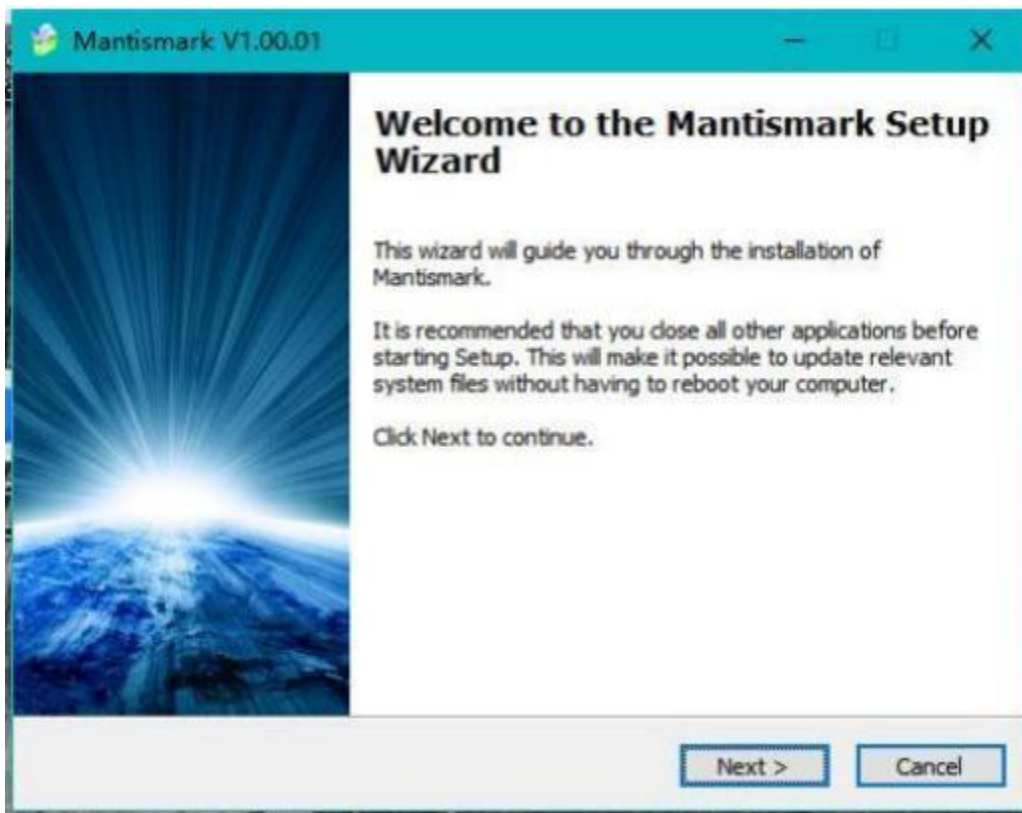 Mantismark V1.00.01
Welcome to the Mantismark Setup
Wizard
This wizard will guide you through the installation of
Mantismark.
It is recommended that you close all other applications before
starting Setup. This will make it possible to update relevant
system files without having to reboot your computer.
Click Next to continue.
Next >
Cancel